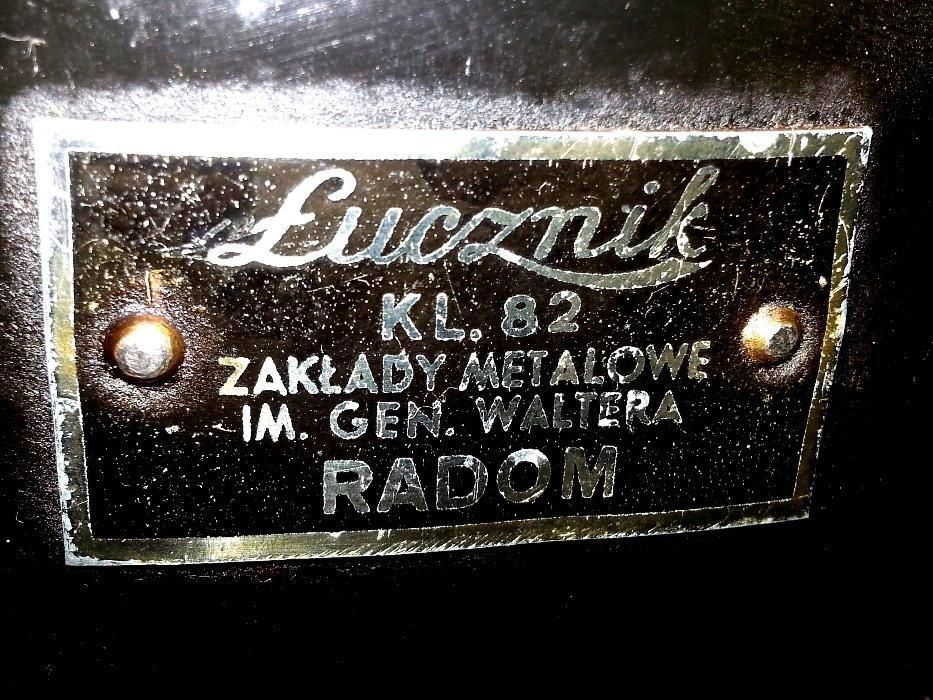 Łucznik
KL. 82
ZAKŁADY METALOWE
IM. GEN. WALTERA
RADOM